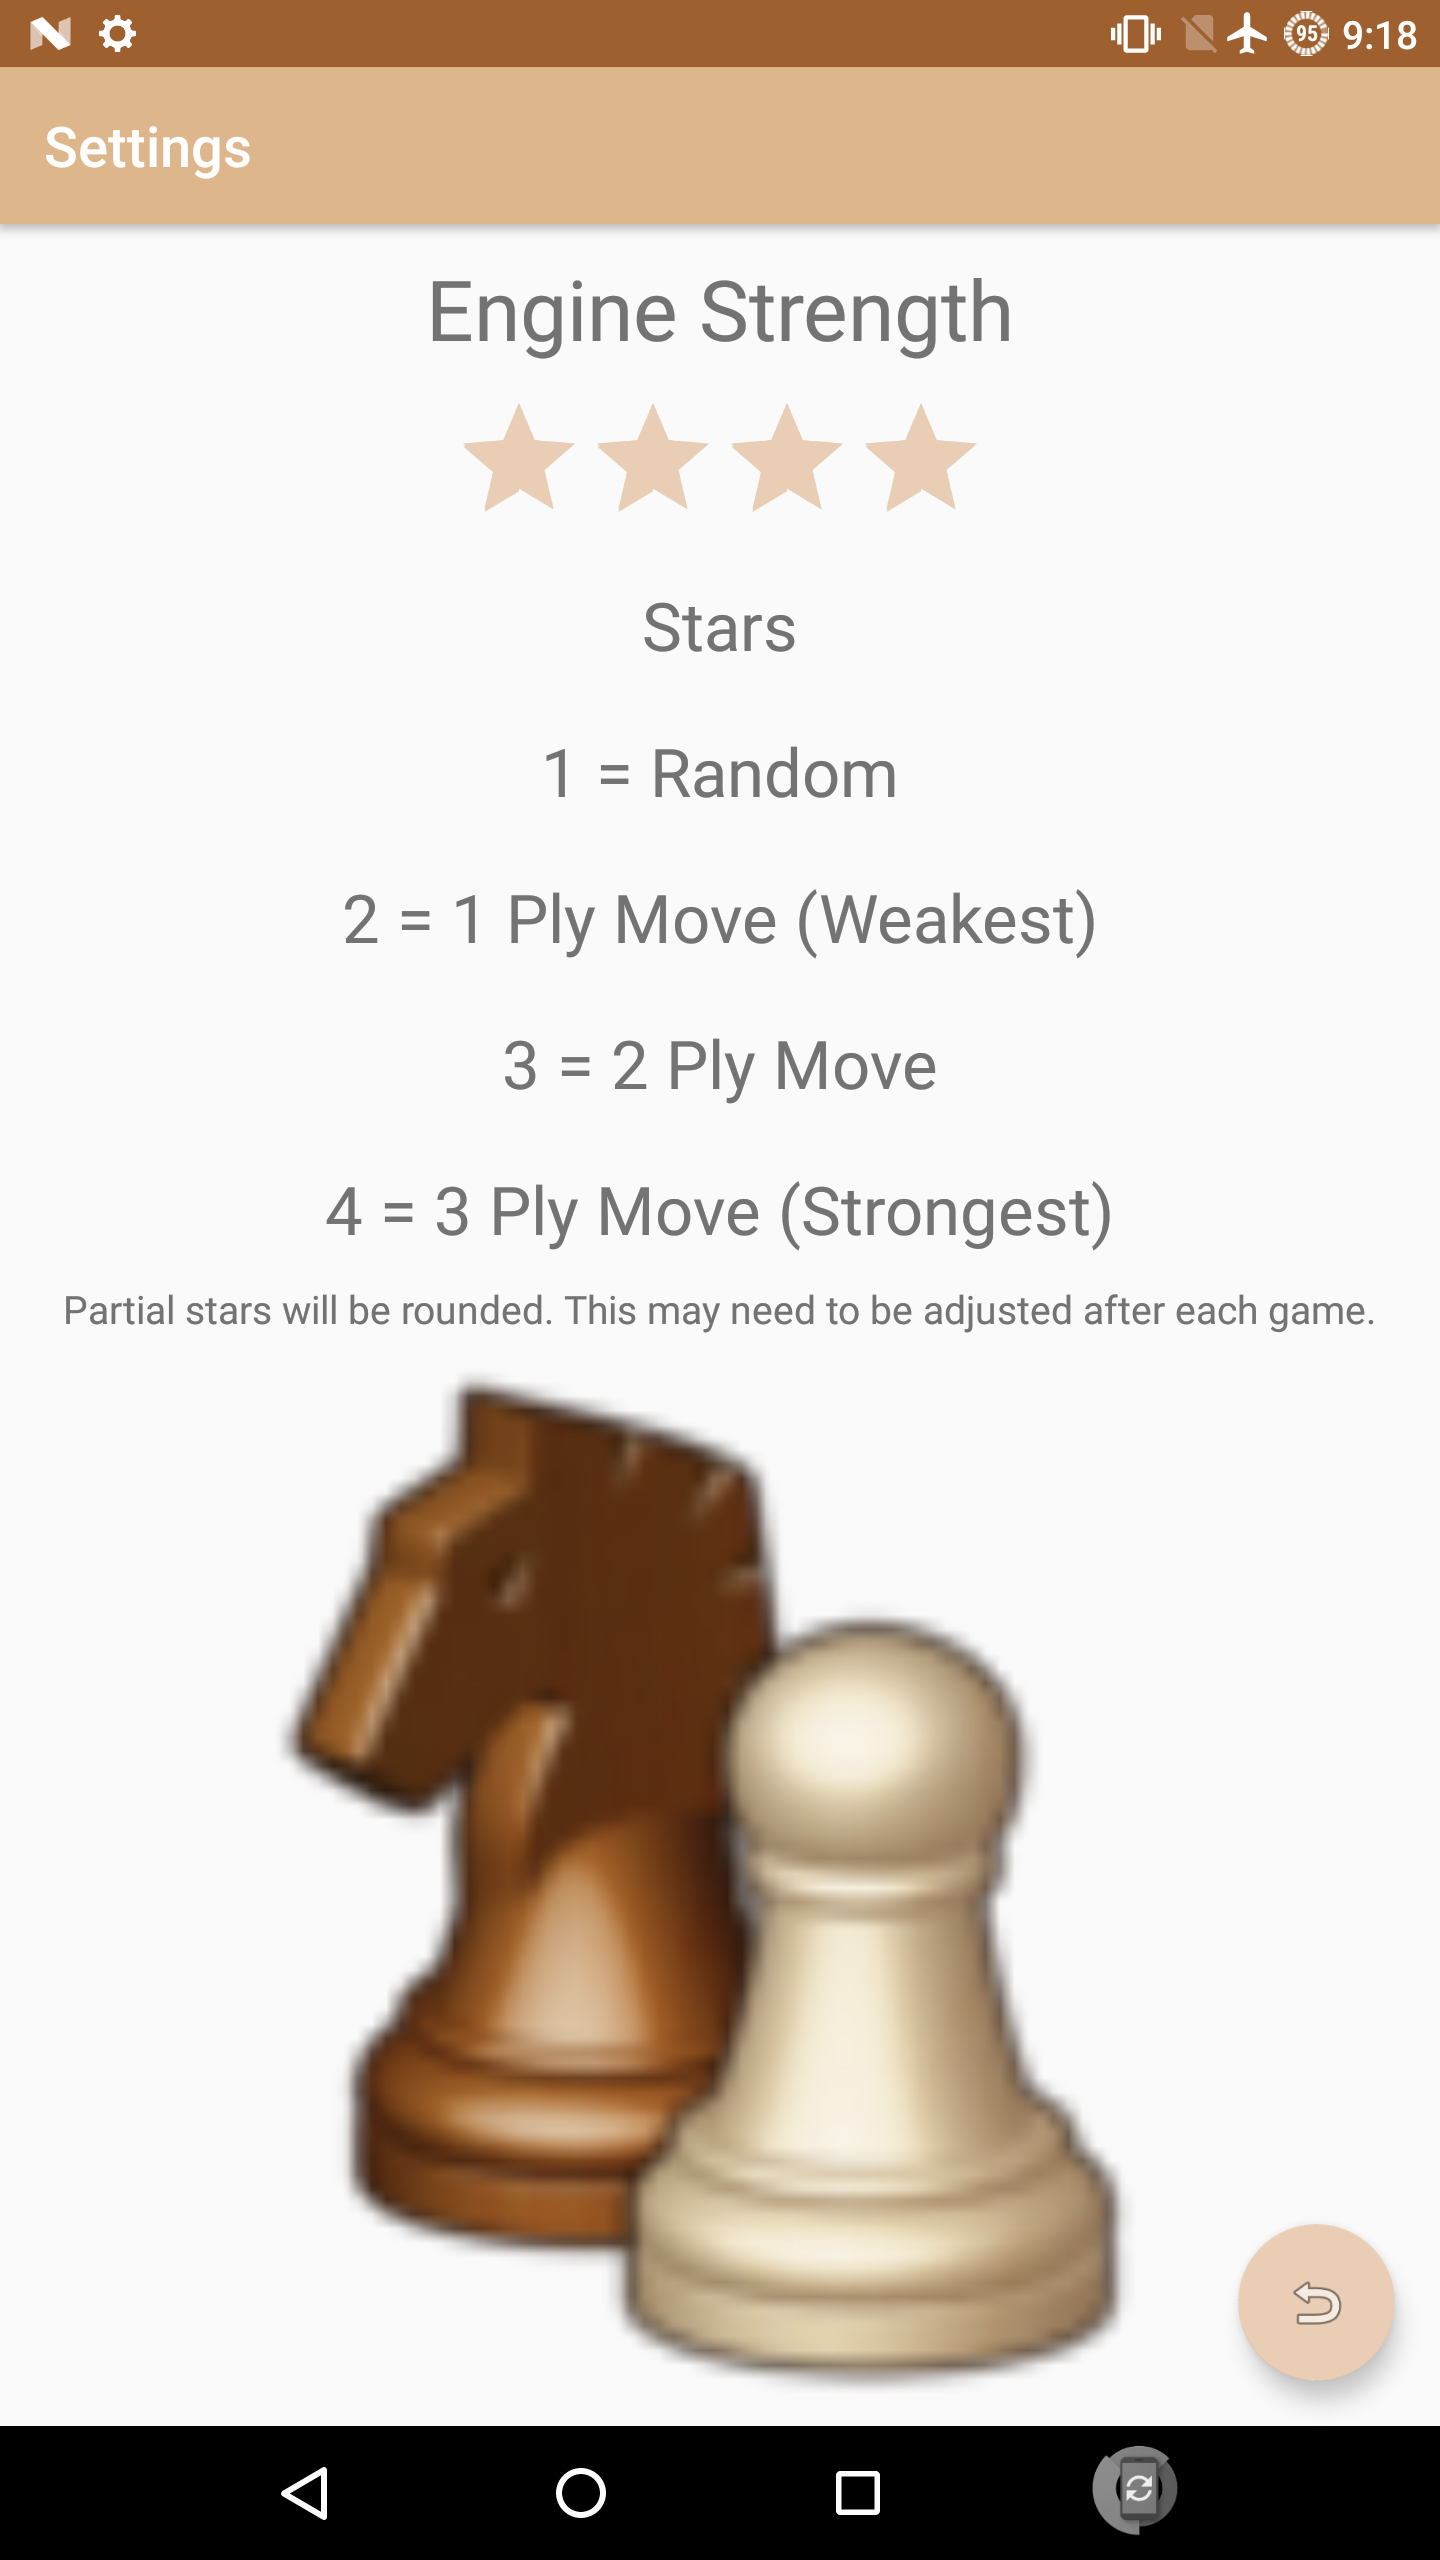 95 9:18
Settings
Engine Strength
Stars
1 = Random
2 = 1 Ply Move (Weakest)
3 = 2 Ply Move
4 = 3 Ply Move (Strongest)
Partial stars will be rounded. This may need to be adjusted after each game.